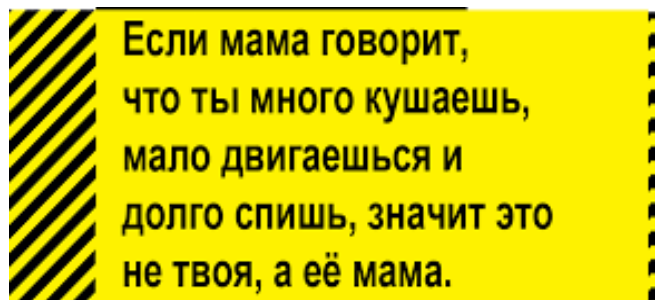 Если мама говорит,
что ты много кушаешь,
мало двигаешься и
долго спишь, значит это
не твоя, а её мама.